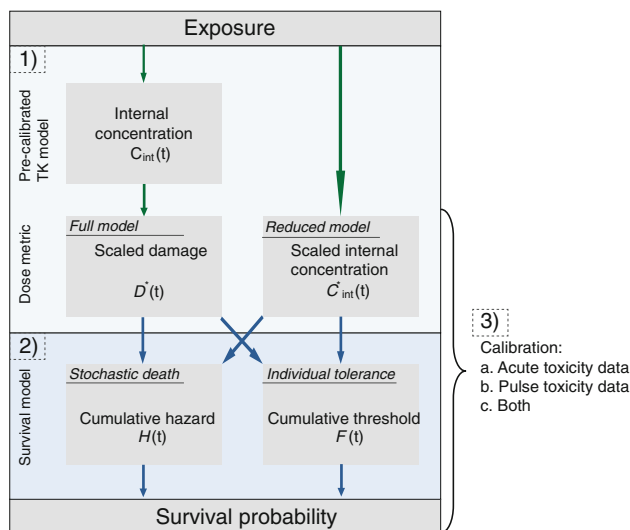 Exposure
1)
Pre-calibrated
TK model
Internal
concentration
C_int(t)
Dose metric
Full model
Scaled damage
D*(t)
Reduced model
Scaled internal
concentration
C*_int(t)
2)
Survival model
Stochastic death
Cumulative hazard
H(t)
Individual tolerance
Cumulative threshold
F(t)
3)
Calibration:
a. Acute toxicity data
b. Pulse toxicity data
c. Both
Survival probability